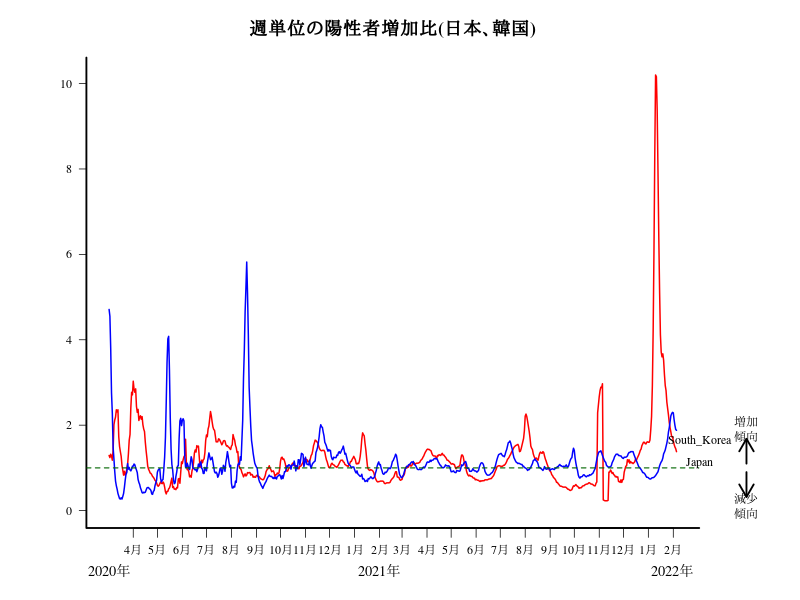 週単位の陽性者増加比(日本､韓国)
10
8
6
4
2
0
増加
傾向
South_Korea
Japan
減少
傾向
4月 5月 6月 7月 8月 9月 10月 11月 12月 1月 2月 3月 4月 5月 6月 7月 8月 9月 10月 11月 12月 1月 2月
2020年 2021年 2022年